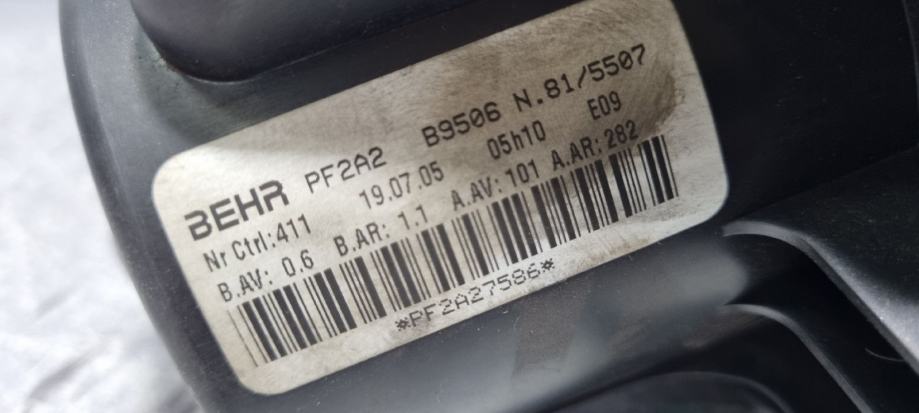 BEHR PF2A2 B9506 N.81/5507
Nr Ctrl:411 19.07.05 05h10 E09
B.AV: 0.6 B.AR: 1.1 A.AV:101 A.AR:282
*PF2A27586*